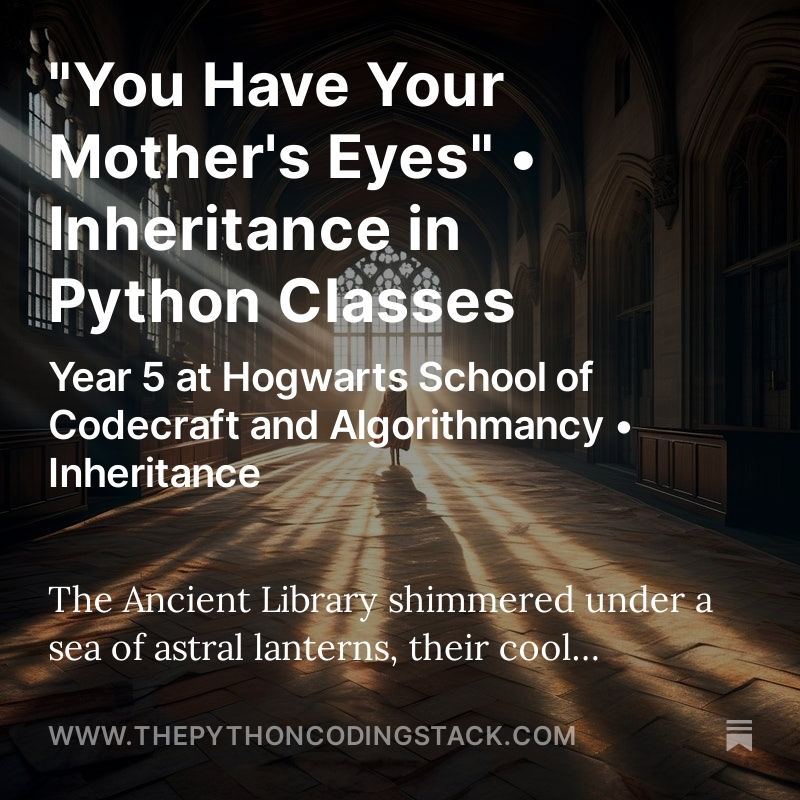 "You Have Your
Mother's Eyes" •
Inheritance in
Python Classes
Year 5 at Hogwarts School of
Codecraft and Algorithmancy •
Inheritance
The Ancient Library shimmered under a
sea of astral lanterns, their cool...
WWW.THEPYTHONCODINGSTACK.COM